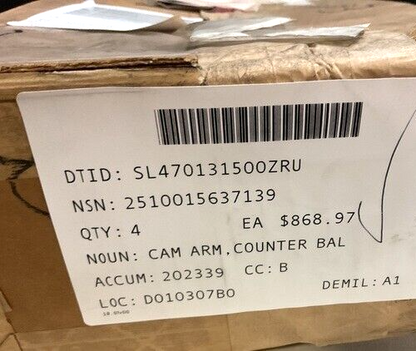 DTID: SL470131500ZRU
NSN: 2510015637139
QTY: 4 EA $868.97
NOUN: CAM ARM,COUNTER BAL
ACCUM: 202339 CC: B
LOC: D010307B0 DEMIL: A1